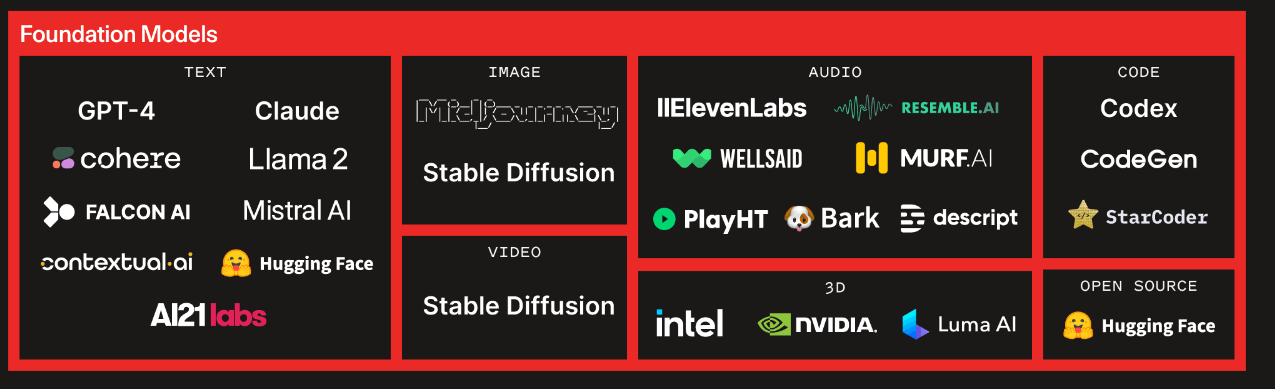 Foundation Models
TEXT
GPT-4 Claude
cohere Llama 2
FALCON AI Mistral AI
contextual·ai Hugging Face
AI21 labs
IMAGE
Midjourney
Stable Diffusion
VIDEO
Stable Diffusion
AUDIO
IIElevenLabs RESEMBLE.AI
WELLSAID MURF.AI
PlayHT Bark descript
3D
intel NVIDIA. Luma AI
CODE
Codex
CodeGen
StarCoder
OPEN SOURCE
Hugging Face